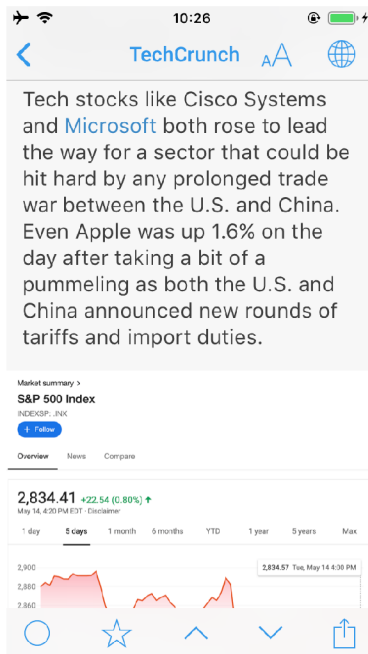 10:26
TechCrunch AA
Tech stocks like Cisco Systems
and Microsoft both rose to lead
the way for a sector that could be
hit hard by any prolonged trade
war between the U.S. and China.
Even Apple was up 1.6% on the
day after taking a bit of a
pummeling as both the U.S. and
China announced new rounds of
tariffs and import duties.
Market summary >
S&P 500 Index
INDEXSP: .INX
+ Follow
Overview News Compare
2,834.41 +22.54 (0.80%) ↑
May 14, 4:20 PM EDT · Disclaimer
1 day 5 days 1 month 6 months YTD 1 year 5 years Max
2,900 2,834.57 Tue, May 14 4:00 PM
2,880
2,860